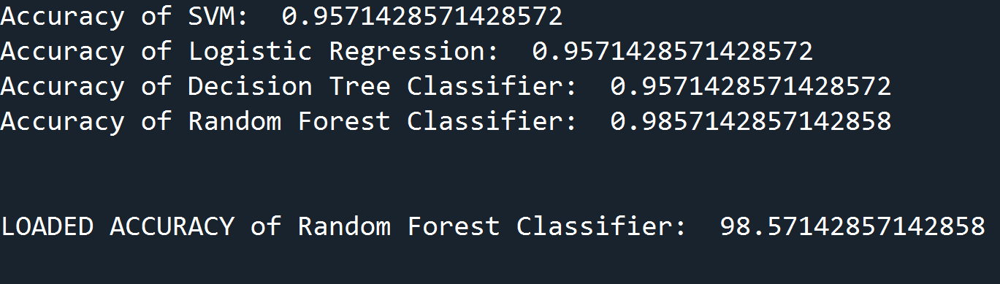 Accuracy of SVM:  0.9571428571428572
Accuracy of Logistic Regression:  0.9571428571428572
Accuracy of Decision Tree Classifier:  0.9571428571428572
Accuracy of Random Forest Classifier:  0.9857142857142858
LOADED ACCURACY of Random Forest Classifier:  98.57142857142858